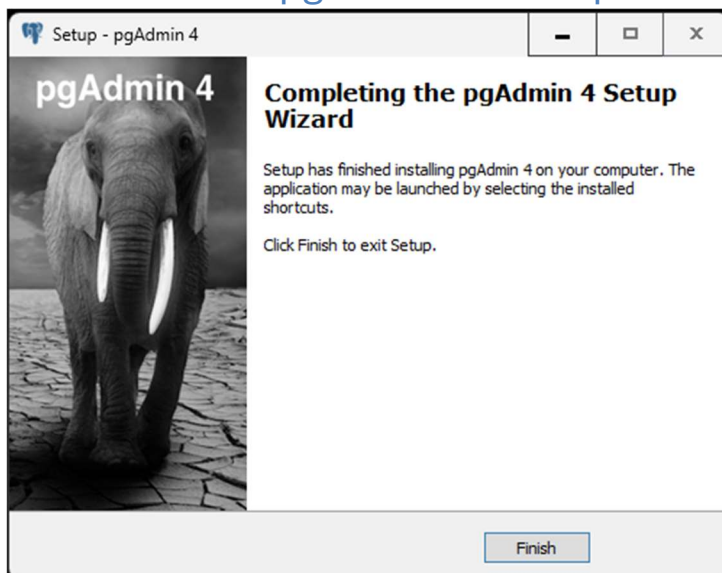 Setup - pgAdmin 4
pgAdmin 4
Completing the pgAdmin 4 Setup
Wizard
Setup has finished installing pgAdmin 4 on your computer. The
application may be launched by selecting the installed
shortcuts.
Click Finish to exit Setup.
Finish